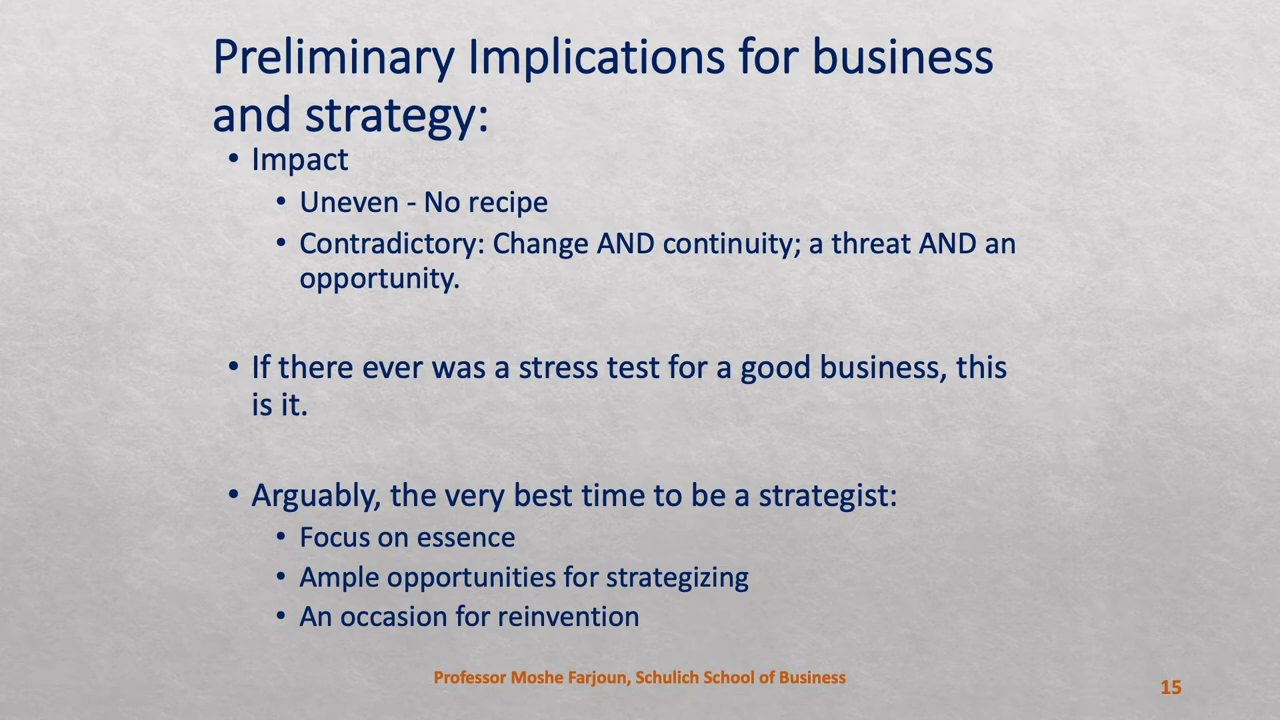 Preliminary Implications for business
and strategy:
• Impact
• Uneven - No recipe
• Contradictory: Change AND continuity; a threat AND an
opportunity.
• If there ever was a stress test for a good business, this
is it.
• Arguably, the very best time to be a strategist:
• Focus on essence
• Ample opportunities for strategizing
• An occasion for reinvention
Professor Moshe Farjoun, Schulich School of Business
15